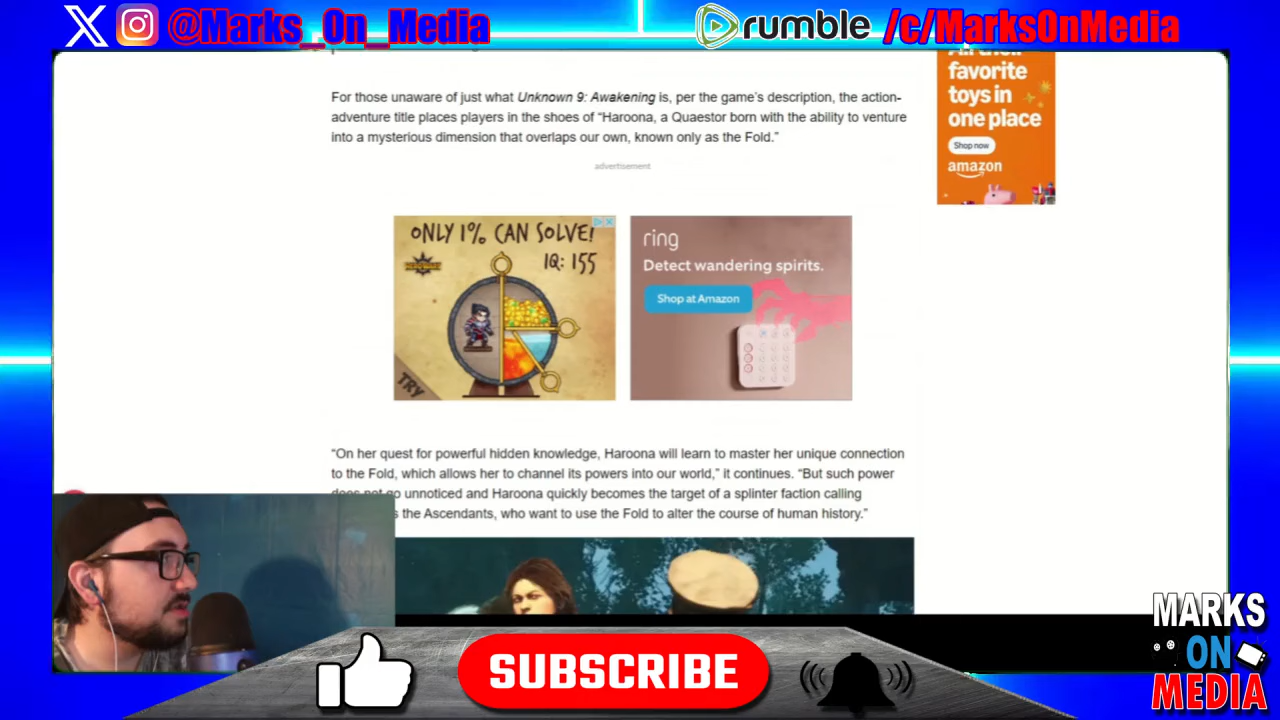 @Marks_On_Media
rumble /c/MarksOnMedia
favorite
toys in
one place
Shop now
amazon
For those unaware of just what Unknown 9: Awakening is, per the game's description, the action-
adventure title places players in the shoes of "Haroona, a Quaestor born with the ability to venture
into a mysterious dimension that overlaps our own, known only as the Fold."
advertisement
ONLY 1% CAN SOLVE!
IQ: 155
TRY
ring
Detect wandering spirits.
Shop at Amazon
"On her quest for powerful hidden knowledge, Haroona will learn to master her unique connection
to the Fold, which allows her to channel its powers into our world," it continues. "But such power
does not go unnoticed and Haroona quickly becomes the target of a splinter faction calling
the Ascendants, who want to use the Fold to alter the course of human history."
SUBSCRIBE
MARKS
ON
MEDIA